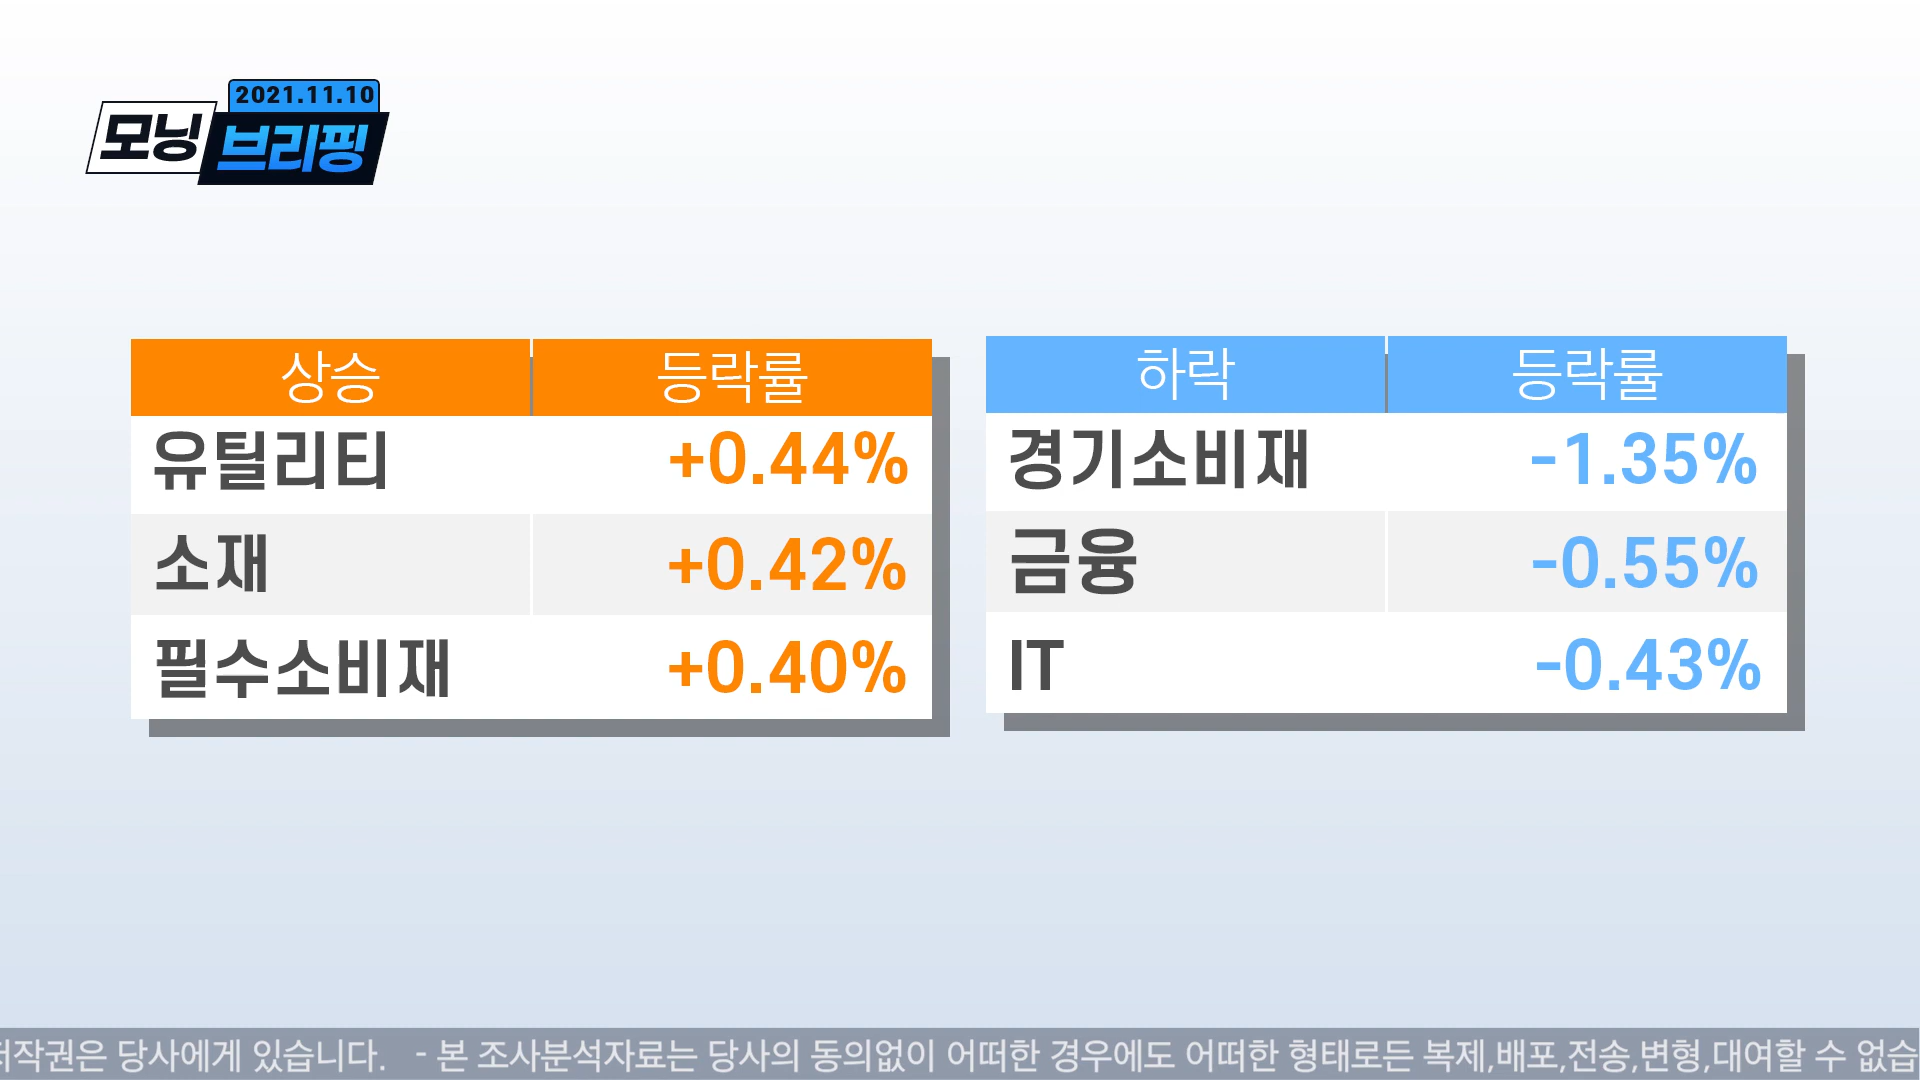 2021.11.10
모닝 브리핑
상승 등락률
유틸리티 +0.44%
소재 +0.42%
필수소비재 +0.40%
하락 등락률
경기소비재 -1.35%
금융 -0.55%
IT -0.43%
저작권은 당사에게 있습니다. - 본 조사분석자료는 당사의 동의없이 어떠한 경우에도 어떠한 형태로든 복제,배포,전송,변형,대여할 수 없습